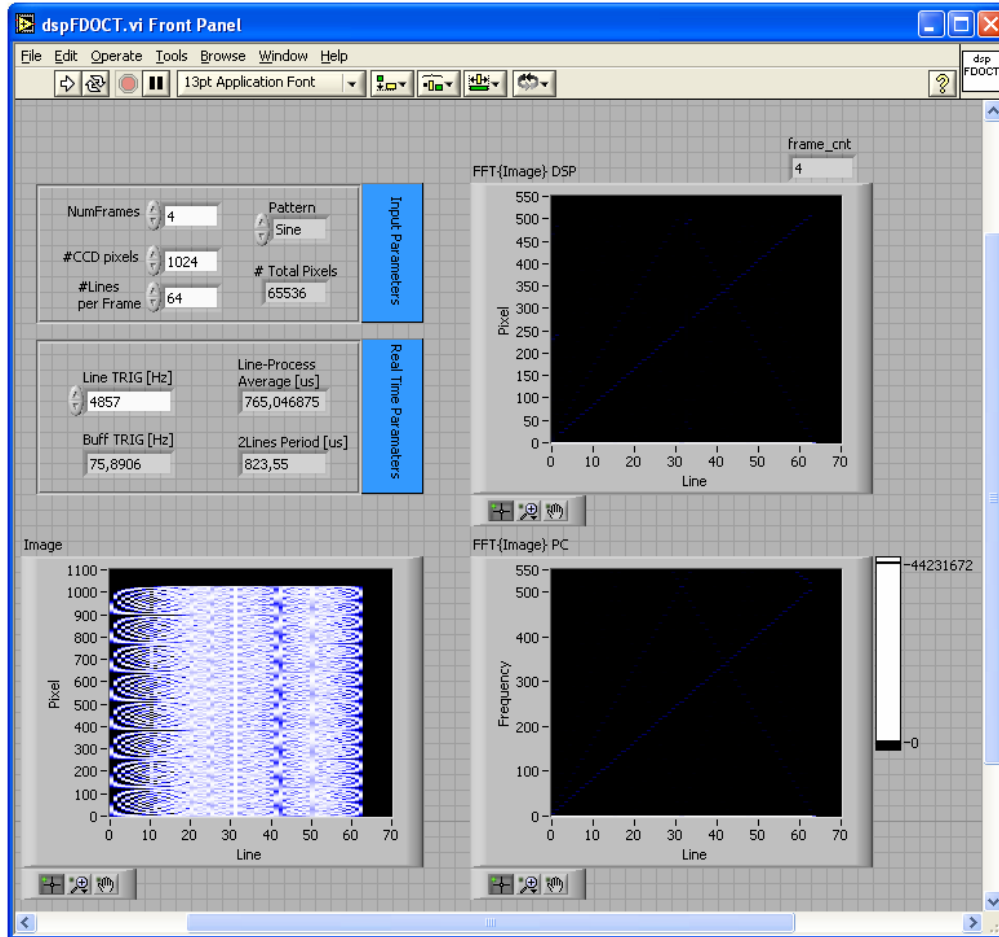 dspFDOCT.vi Front Panel
File Edit Operate Tools Browse Window Help
13pt Application Font
?
dsp
FDOCT
NumFrames
4
Pattern
Sine
#CCD pixels
1024
# Total Pixels
65536
#Lines
per Frame
64
Input Parameters
Line TRIG [Hz]
4857
Line-Process
Average [us]
765,046875
Buff TRIG [Hz]
75,8906
2Lines Period [us]
823,55
Real Time Paramaters
frame_cnt
4
FFT{Image} DSP
550
500
450
400
350
300
250
200
150
100
50
0
Pixel
0 10 20 30 40 50 60 70
Line
Image
1100
1000
900
800
700
600
500
400
300
200
100
0
Pixel
0 10 20 30 40 50 60 70
Line
FFT{Image} PC
550
500
400
300
200
100
0
Frequency
0 10 20 30 40 50 60 70
Line
44231672
0